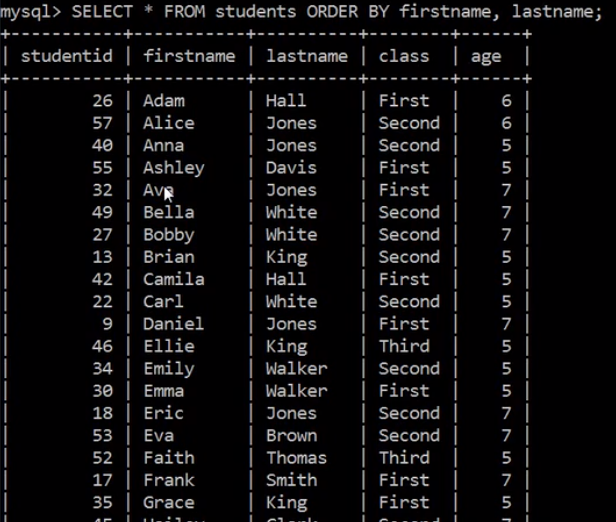 mysql> SELECT * FROM students ORDER BY firstname, lastname;
+-----------+-----------+----------+--------+------+
| studentid | firstname | lastname | class | age |
+-----------+-----------+----------+--------+------+
| 26 | Adam | Hall | First | 6 |
| 57 | Alice | Jones | Second | 6 |
| 40 | Anna | Jones | Second | 5 |
| 55 | Ashley | Davis | First | 5 |
| 32 | Ava | Jones | First | 7 |
| 49 | Bella | White | Second | 7 |
| 27 | Bobby | White | Second | 7 |
| 13 | Brian | King | Second | 5 |
| 42 | Camila | Hall | First | 5 |
| 22 | Carl | White | Second | 5 |
| 9 | Daniel | Jones | First | 7 |
| 46 | Ellie | King | Third | 5 |
| 34 | Emily | Walker | Second | 5 |
| 30 | Emma | Walker | First | 5 |
| 18 | Eric | Jones | Second | 7 |
| 53 | Eva | Brown | Second | 7 |
| 52 | Faith | Thomas | Third | 5 |
| 17 | Frank | Smith | First | 7 |
| 35 | Grace | King | First | 5 |